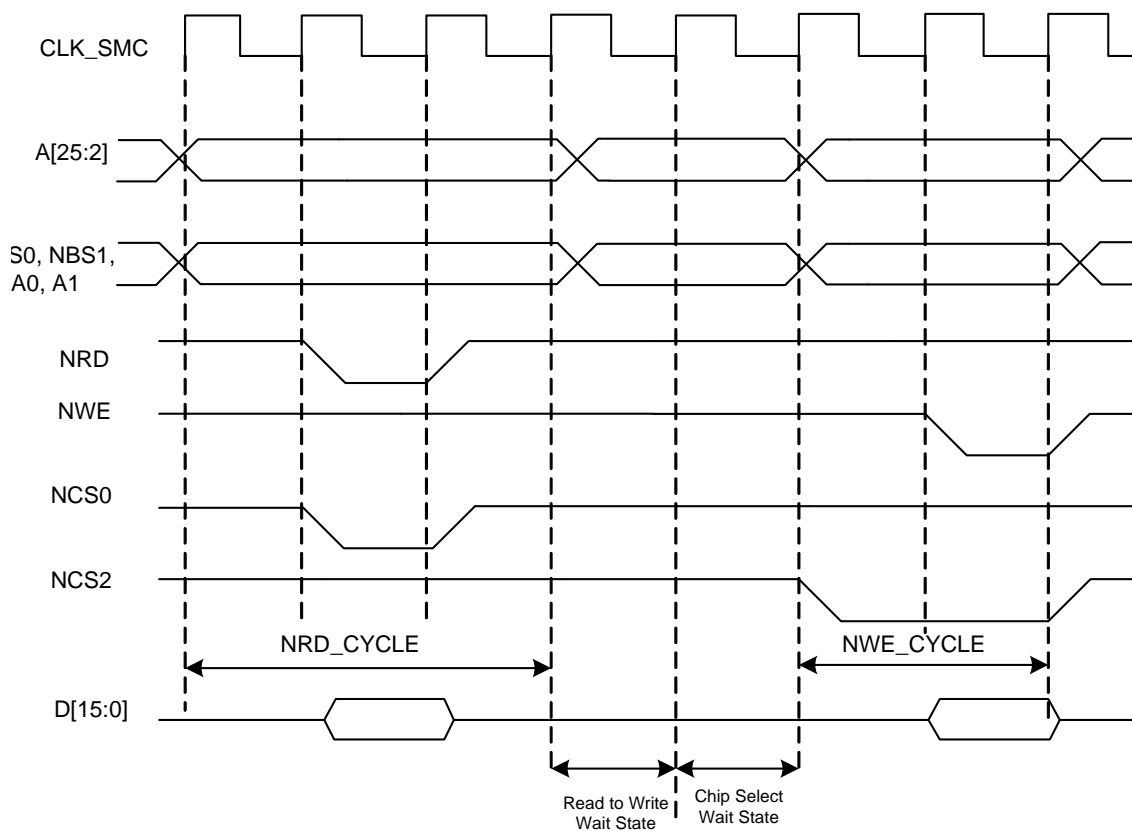 CLK_SMC
A[25:2]
S0, NBS1,
A0, A1
NRD
NWE
NCS0
NCS2
NRD_CYCLE
NWE_CYCLE
D[15:0]
Read to Write
Wait State
Chip Select
Wait State